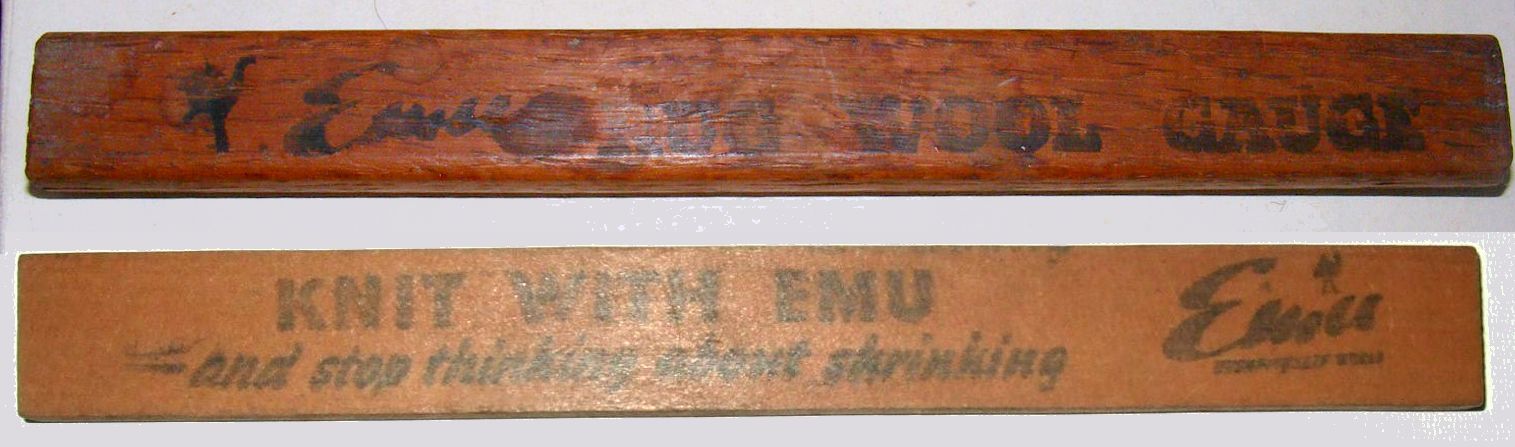 Emu RUG WOOL GAUGE
KNIT WITH EMU
and stop thinking about shrinking
Emu